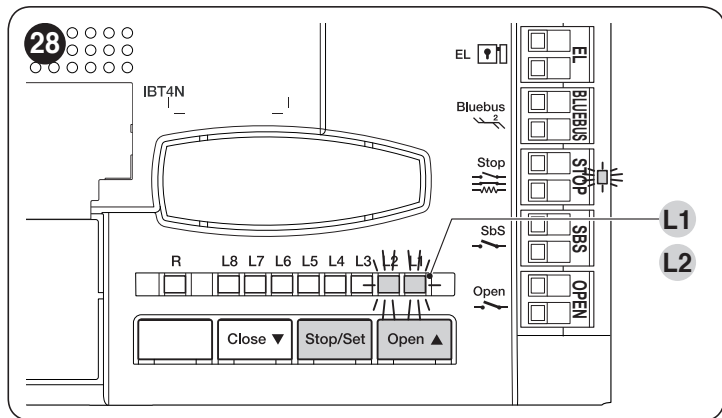 28
IBT4N
EL
EL
Bluebus
2
BLUEBUS
Stop
STOP
SbS
SBS
Open
OPEN
L1
L2
R L8 L7 L6 L5 L4 L3 L2 L1
Close ▼ Stop/Set Open ▲